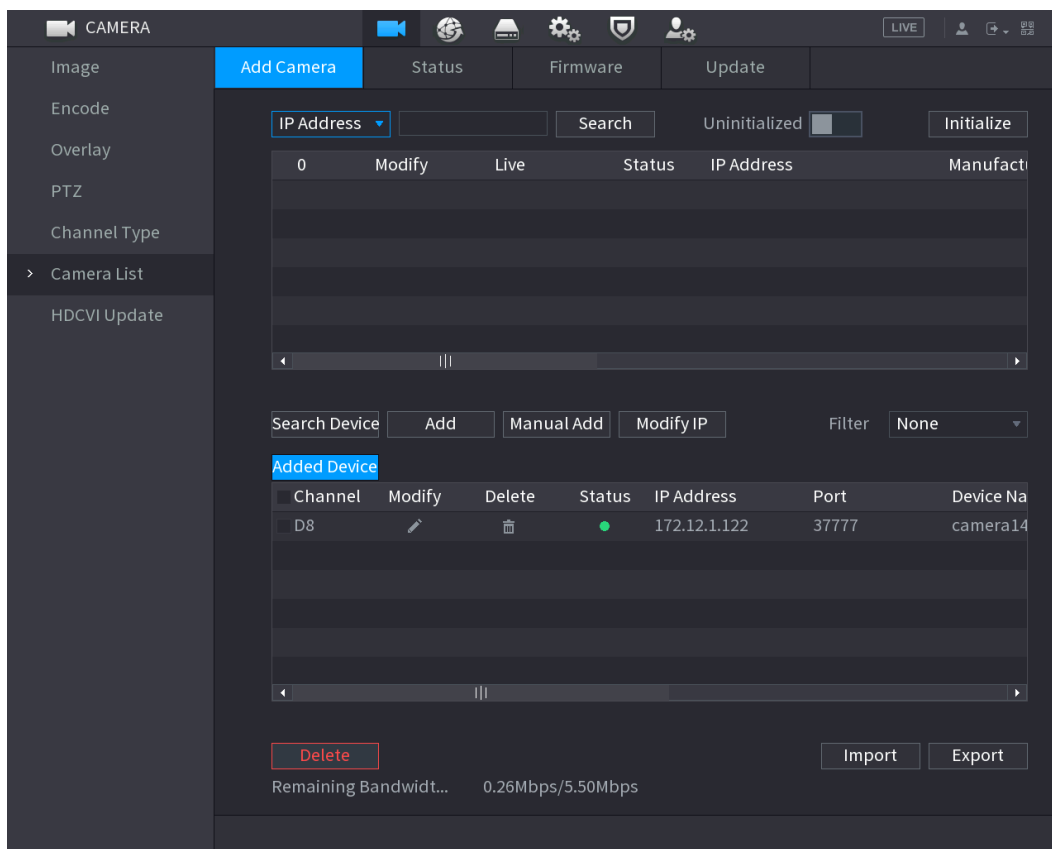 CAMERA LIVE
Image
Encode
Overlay
PTZ
Channel Type
Camera List
HDCVI Update
Add Camera Status Firmware Update
IP Address Search Uninitialized Initialize
0 Modify Live Status IP Address Manufactu
Search Device Add Manual Add Modify IP Filter None
Added Device
Channel Modify Delete Status IP Address Port Device Na
D8 172.12.1.122 37777 camera14
Delete Import Export
Remaining Bandwidt... 0.26Mbps/5.50Mbps